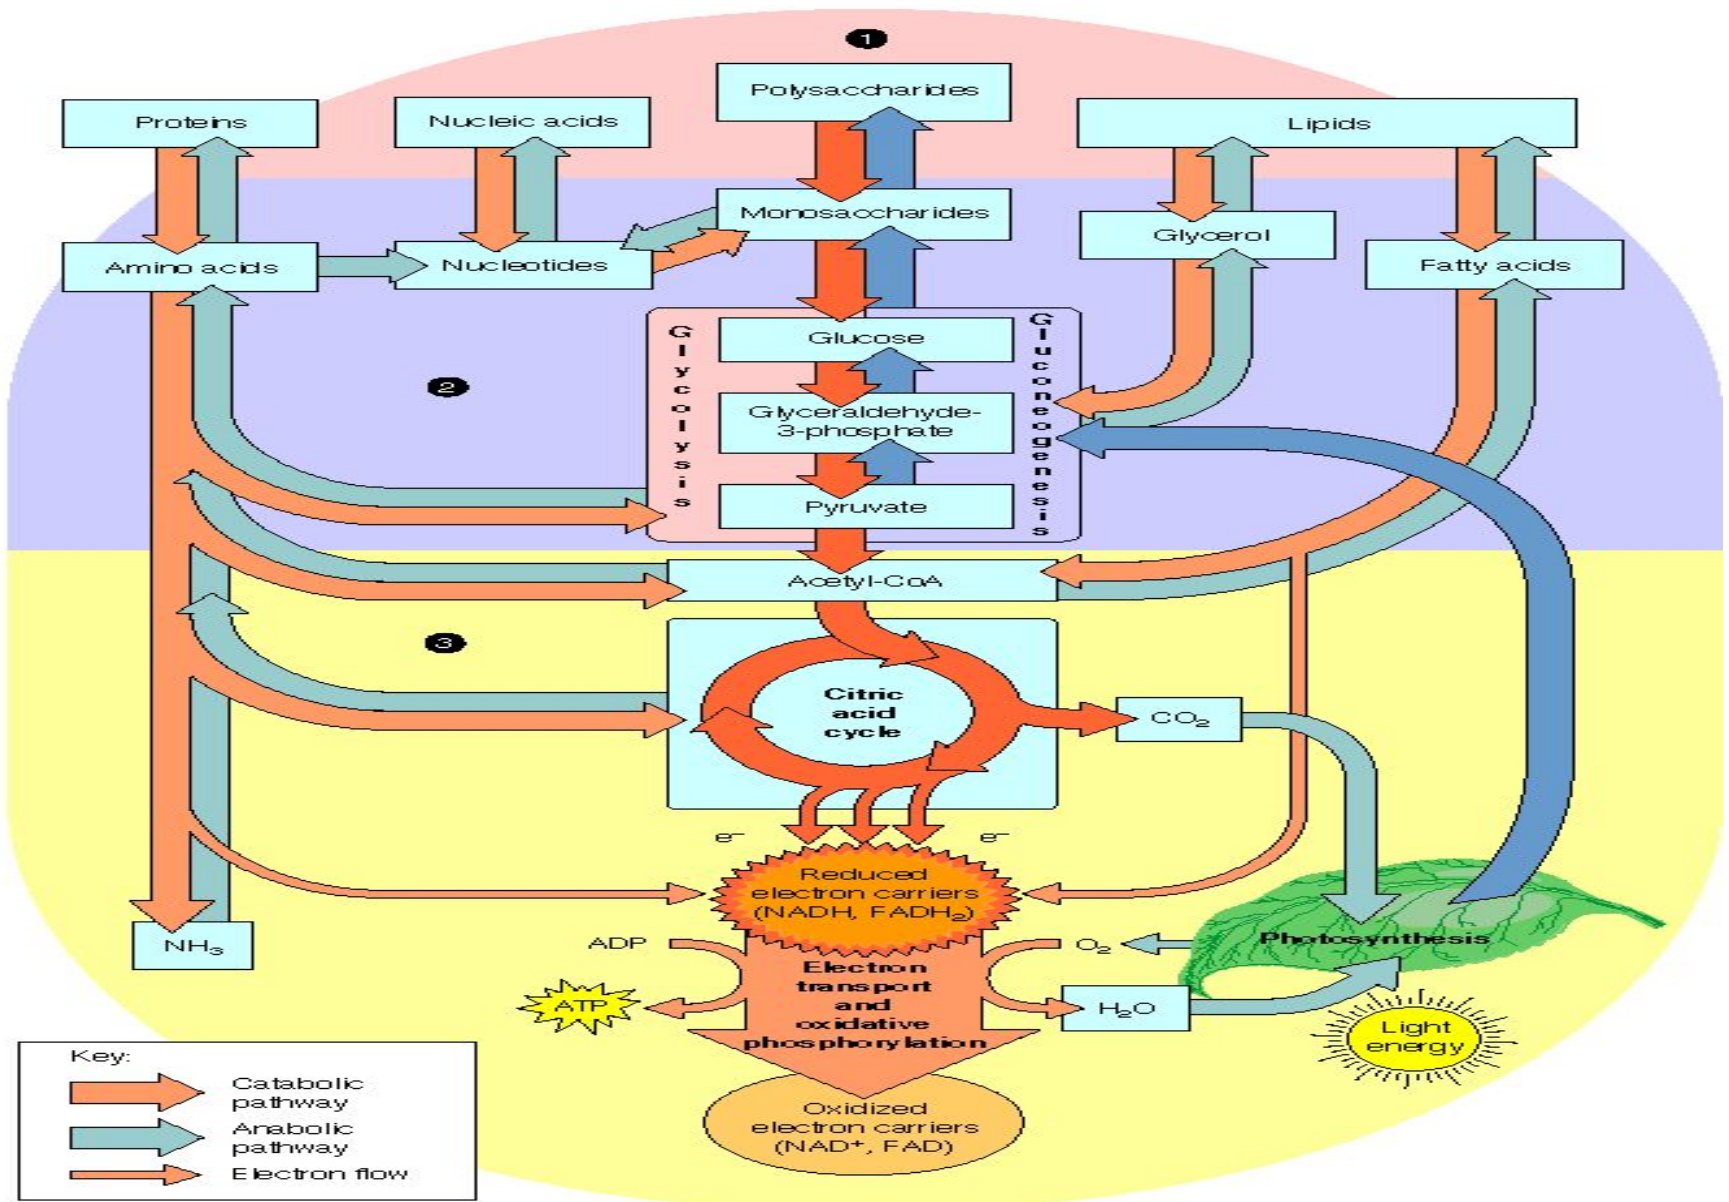 1
Polysaccharides
Proteins
Nucleic acids
Lipids
Monosaccharides
Glycerol
Amino acids
Nucleotides
Fatty acids
Glycolysis
Glucose
Gluconeogenesis
2
Glyceraldehyde-
3-phosphate
Pyruvate
Acetyl-CoA
3
Citric
acid
cycle
CO₂
e⁻
e⁻
Reduced
electron carriers
(NADH, FADH₂)
NH₃
ADP
O₂
Photosynthesis
Electron
transport
and
oxidative
phosphorylation
ATP
H₂O
Light
energy
Key:
Catabolic
pathway
Anabolic
pathway
Electron flow
Oxidized
electron carriers
(NAD⁺, FAD)